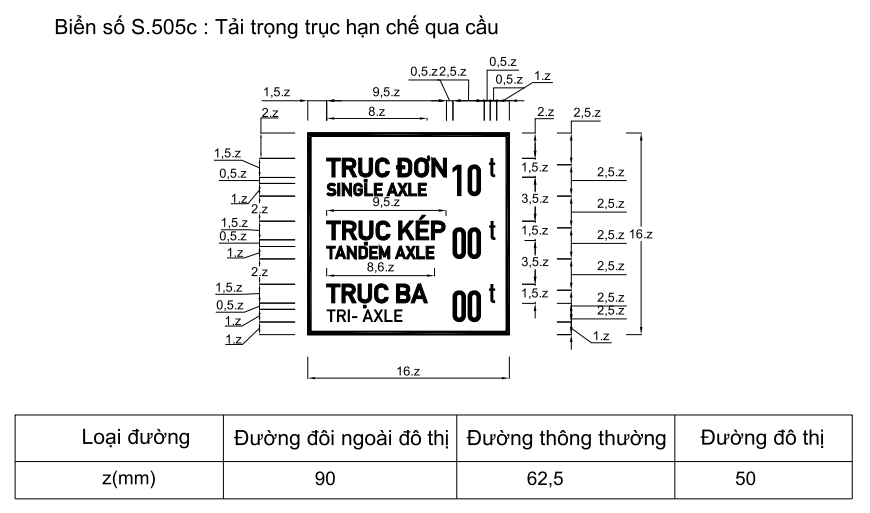 Biển số S.505c : Tải trọng trục hạn chế qua cầu
0,5.z
0,5.z 2,5.z
0,5.z
1.z
1,5.z
9,5.z
8.z
2.z
2.z
2,5.z
1,5.z
0,5.z
1.z
2.z
1,5.z
0,5.z
1.z
2.z
1,5.z
0,5.z
1.z
1.z
TRỤC ĐƠN 10 t
SINGLE AXLE
9,5.z
TRỤC KÉP 00 t
TANDEM AXLE
8,6.z
TRỤC BA 00 t
TRI- AXLE
1,5.z
3,5.z
1,5.z
3,5.z
1,5.z
2,5.z
2,5.z
2,5.z
2,5.z
2,5.z
2,5.z
1.z
16.z
16.z
Loại đường Đường đôi ngoài đô thị Đường thông thường Đường đô thị
z(mm) 90 62,5 50